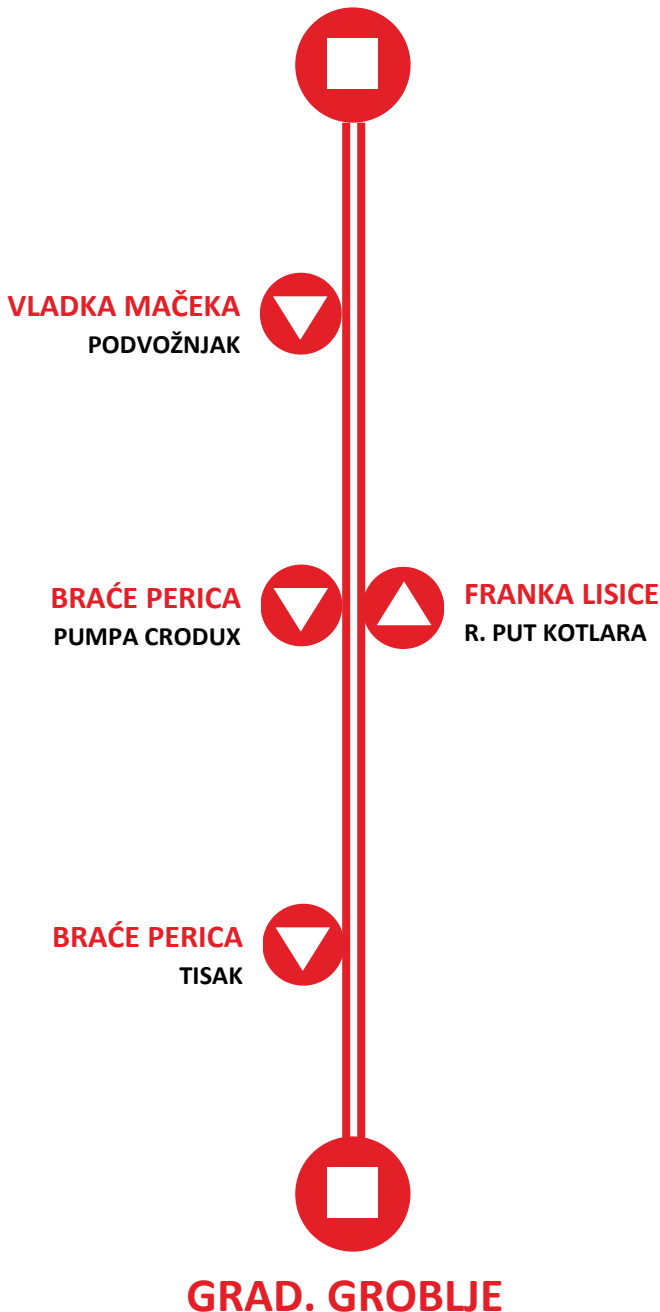 VLADKA MAČEKA
PODVOŽNJAK
BRAĆE PERICA
PUMPA CRODUX
FRANKA LISICE
R. PUT KOTLARA
BRAĆE PERICA
TISAK
GRAD. GROBLJE